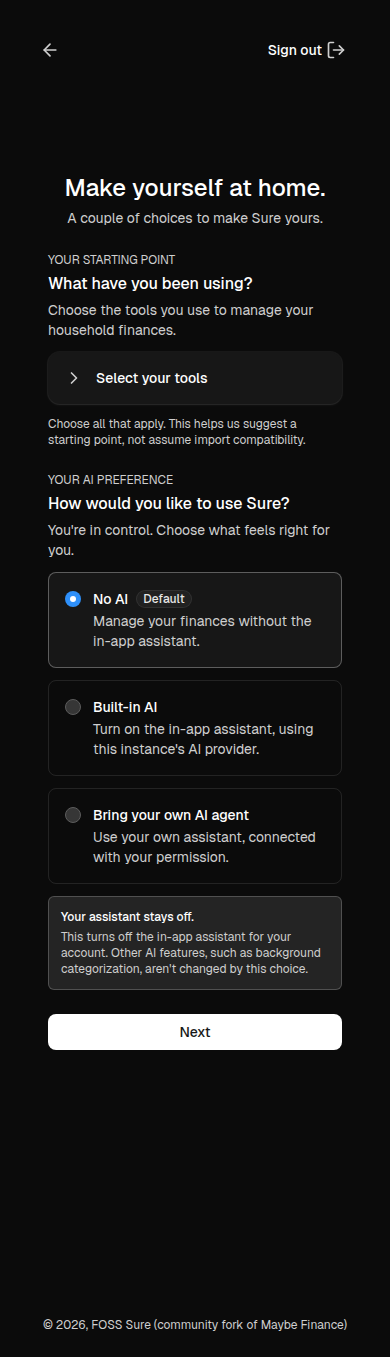 Sign out
Make yourself at home.
A couple of choices to make Sure yours.
YOUR STARTING POINT
What have you been using?
Choose the tools you use to manage your
household finances.
Select your tools
Choose all that apply. This helps us suggest a
starting point, not assume import compatibility.
YOUR AI PREFERENCE
How would you like to use Sure?
You're in control. Choose what feels right for
you.
No AI Default
Manage your finances without the
in-app assistant.
Built-in AI
Turn on the in-app assistant, using
this instance's AI provider.
Bring your own AI agent
Use your own assistant, connected
with your permission.
Your assistant stays off.
This turns off the in-app assistant for your
account. Other AI features, such as background
categorization, aren't changed by this choice.
Next
© 2026, FOSS Sure (community fork of Maybe Finance)